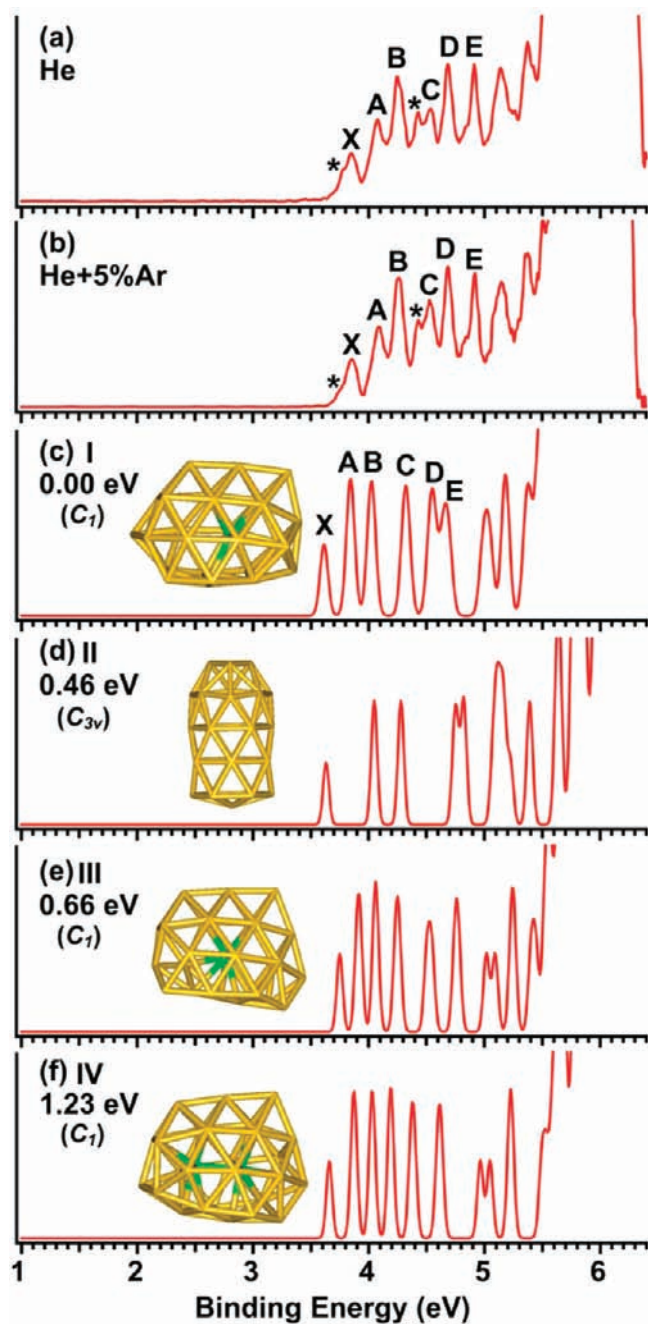 (a)
He
* X A B * C D E
(b)
He+5%Ar
* X A B * C D E
(c) I
0.00 eV
(C1)
X A B C D E
(d) II
0.46 eV
(C3v)
(e) III
0.66 eV
(C1)
(f) IV
1.23 eV
(C1)
1 2 3 4 5 6
Binding Energy (eV)